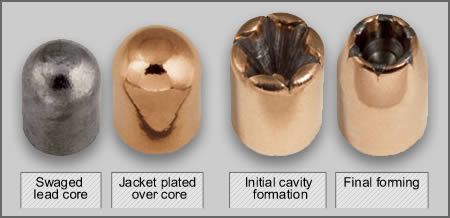 Swaged
lead core
Jacket plated
over core
Initial cavity
formation
Final forming